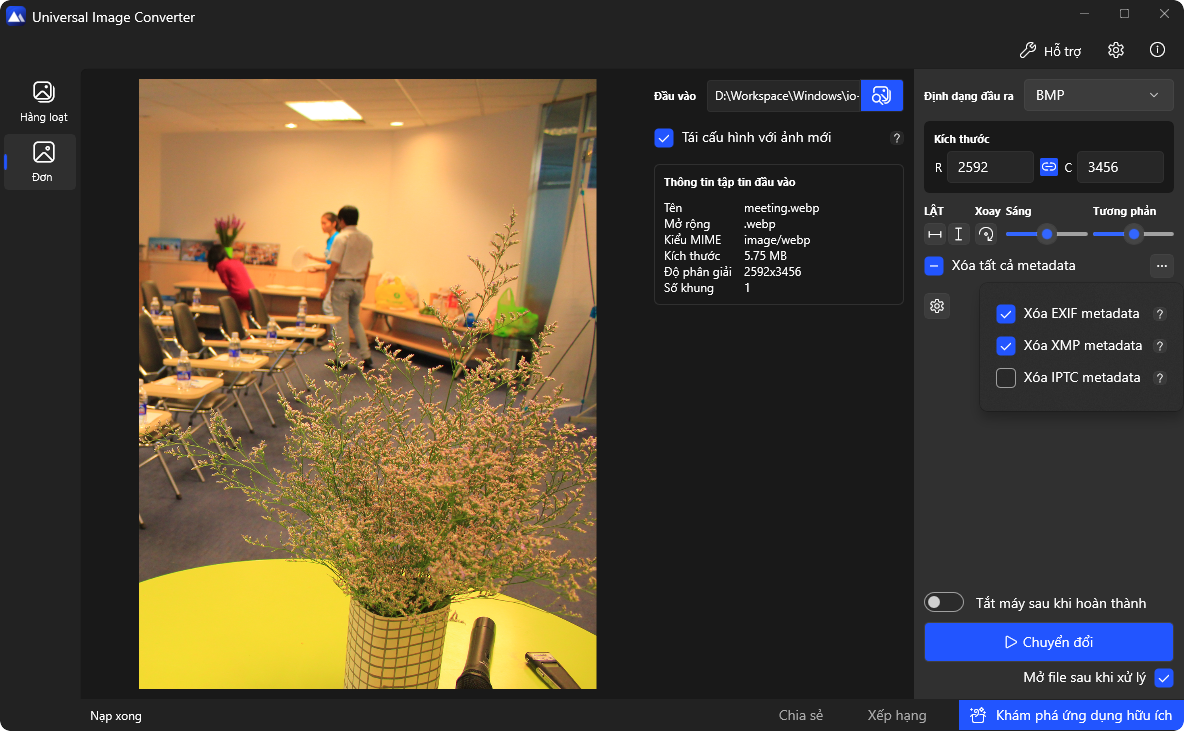 Universal Image Converter
Hỗ trợ
Hàng loạt
Đơn
Đầu vào
D:\Workspace\Windows\io-
Tái cấu hình với ảnh mới
?
Thông tin tập tin đầu vào
Tên meeting.webp
Mở rộng .webp
Kiểu MIME image/webp
Kích thước 5.75 MB
Độ phân giải 2592x3456
Số khung 1
Định dạng đầu ra BMP
Kích thước
R 2592 C 3456
LẬT Xoay Sáng Tương phản
Xóa tất cả metadata ...
Xóa EXIF metadata ?
Xóa XMP metadata ?
Xóa IPTC metadata ?
Tắt máy sau khi hoàn thành
Chuyển đổi
Mở file sau khi xử lý
Nạp xong
Chia sẻ
Xếp hạng
Khám phá ứng dụng hữu ích